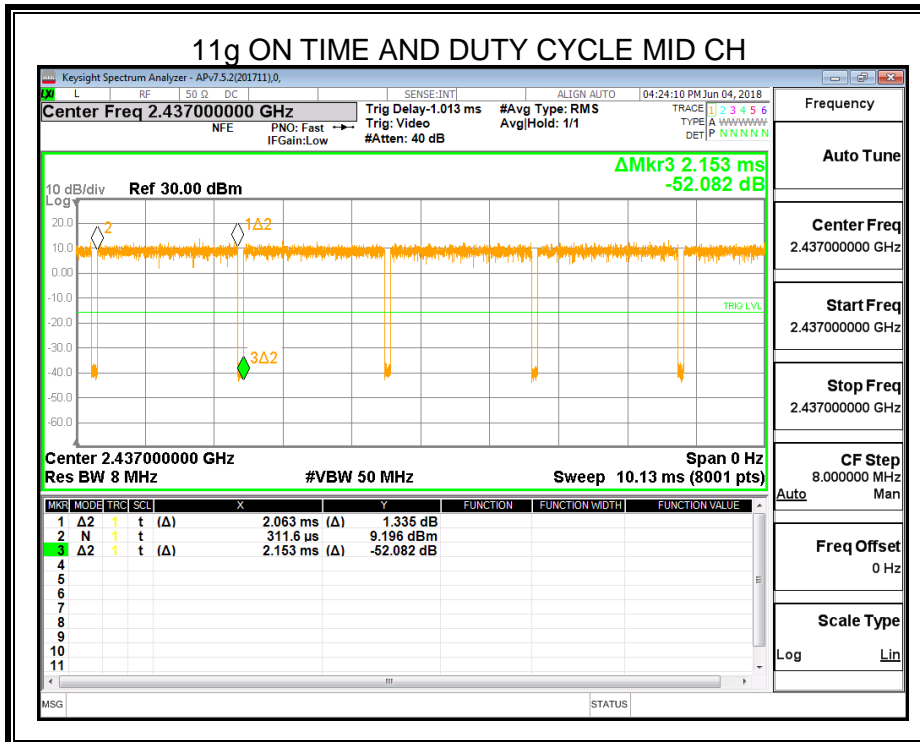 11g ON TIME AND DUTY CYCLE MID CH
Keysight Spectrum Analyzer - APv7.5.2(201711),0,
LXI L RF 50 Ω DC SENSE:INT ALIGN AUTO 04:24:10 PM Jun 04, 2018
Center Freq 2.437000000 GHz
NFE
PNO: Fast
IFGain:Low
Trig Delay-1.013 ms
Trig: Video
#Atten: 40 dB
#Avg Type: RMS
Avg|Hold: 1/1
TRACE 1 2 3 4 5 6
TYPE A WWWWW
DET P N N N N N
ΔMkr3 2.153 ms
-52.082 dB
10 dB/div Ref 30.00 dBm
Log
20.0
10.0
0.00
-10.0
-20.0
-30.0
-40.0
-50.0
-60.0
2
1Δ2
TRIG LVL
3Δ2
Center 2.437000000 GHz Span 0 Hz
Res BW 8 MHz #VBW 50 MHz Sweep 10.13 ms (8001 pts)
MKR MODE TRC SCL X Y FUNCTION FUNCTION WIDTH FUNCTION VALUE
1 Δ2 1 t (Δ) 2.063 ms (Δ) 1.335 dB
2 N 1 t 311.6 µs 9.196 dBm
3 Δ2 1 t (Δ) 2.153 ms (Δ) -52.082 dB
4
5
6
7
8
9
10
11
MSG STATUS
Frequency
Auto Tune
Center Freq
2.437000000 GHz
Start Freq
2.437000000 GHz
Stop Freq
2.437000000 GHz
CF Step
8.000000 MHz
Auto Man
Freq Offset
0 Hz
Scale Type
Log Lin